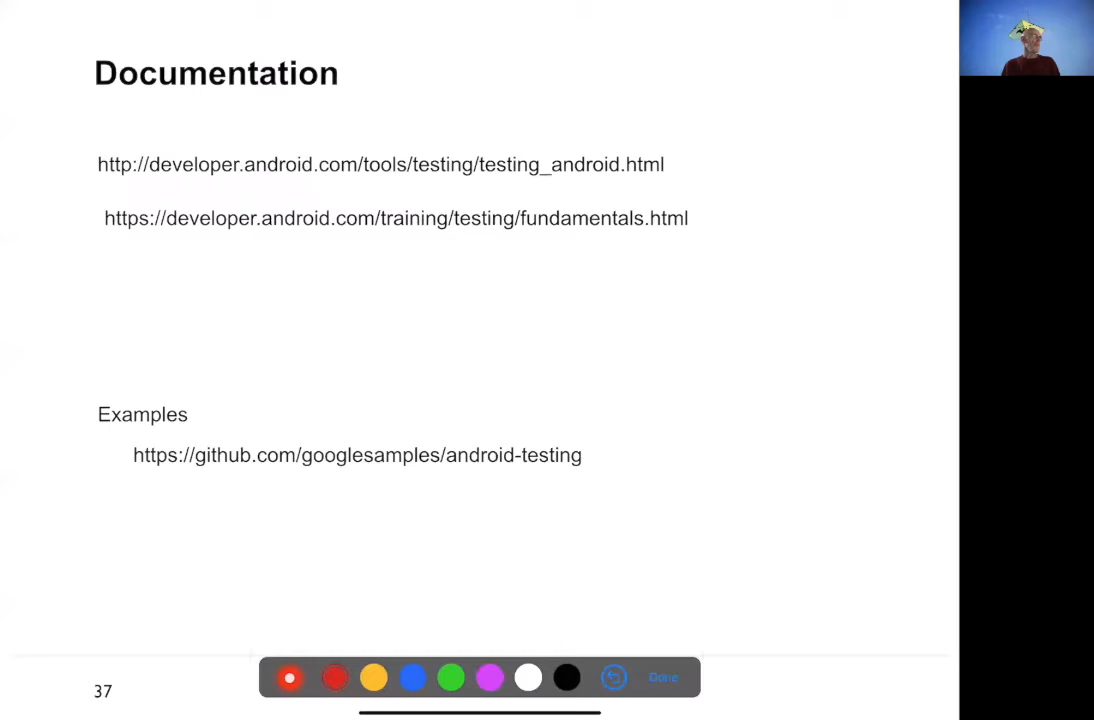 Documentation
http://developer.android.com/tools/testing/testing_android.html
https://developer.android.com/training/testing/fundamentals.html
Examples
https://github.com/googlesamples/android-testing
37
Done